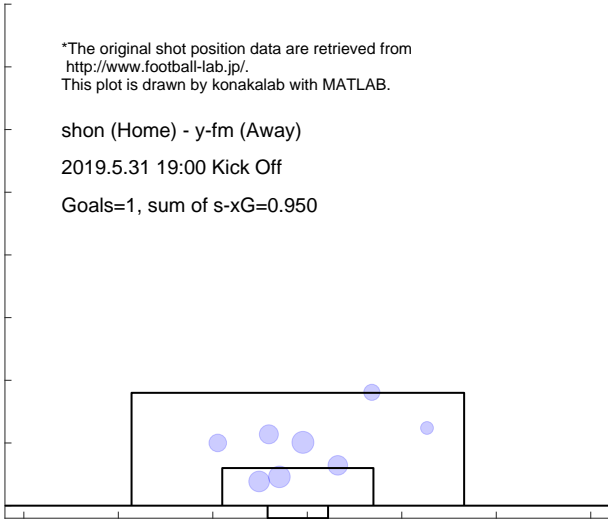 *The original shot position data are retrieved from
http://www.football-lab.jp/.
This plot is drawn by konakalab with MATLAB.
shon (Home) - y-fm (Away)
2019.5.31 19:00 Kick Off
Goals=1, sum of s-xG=0.950